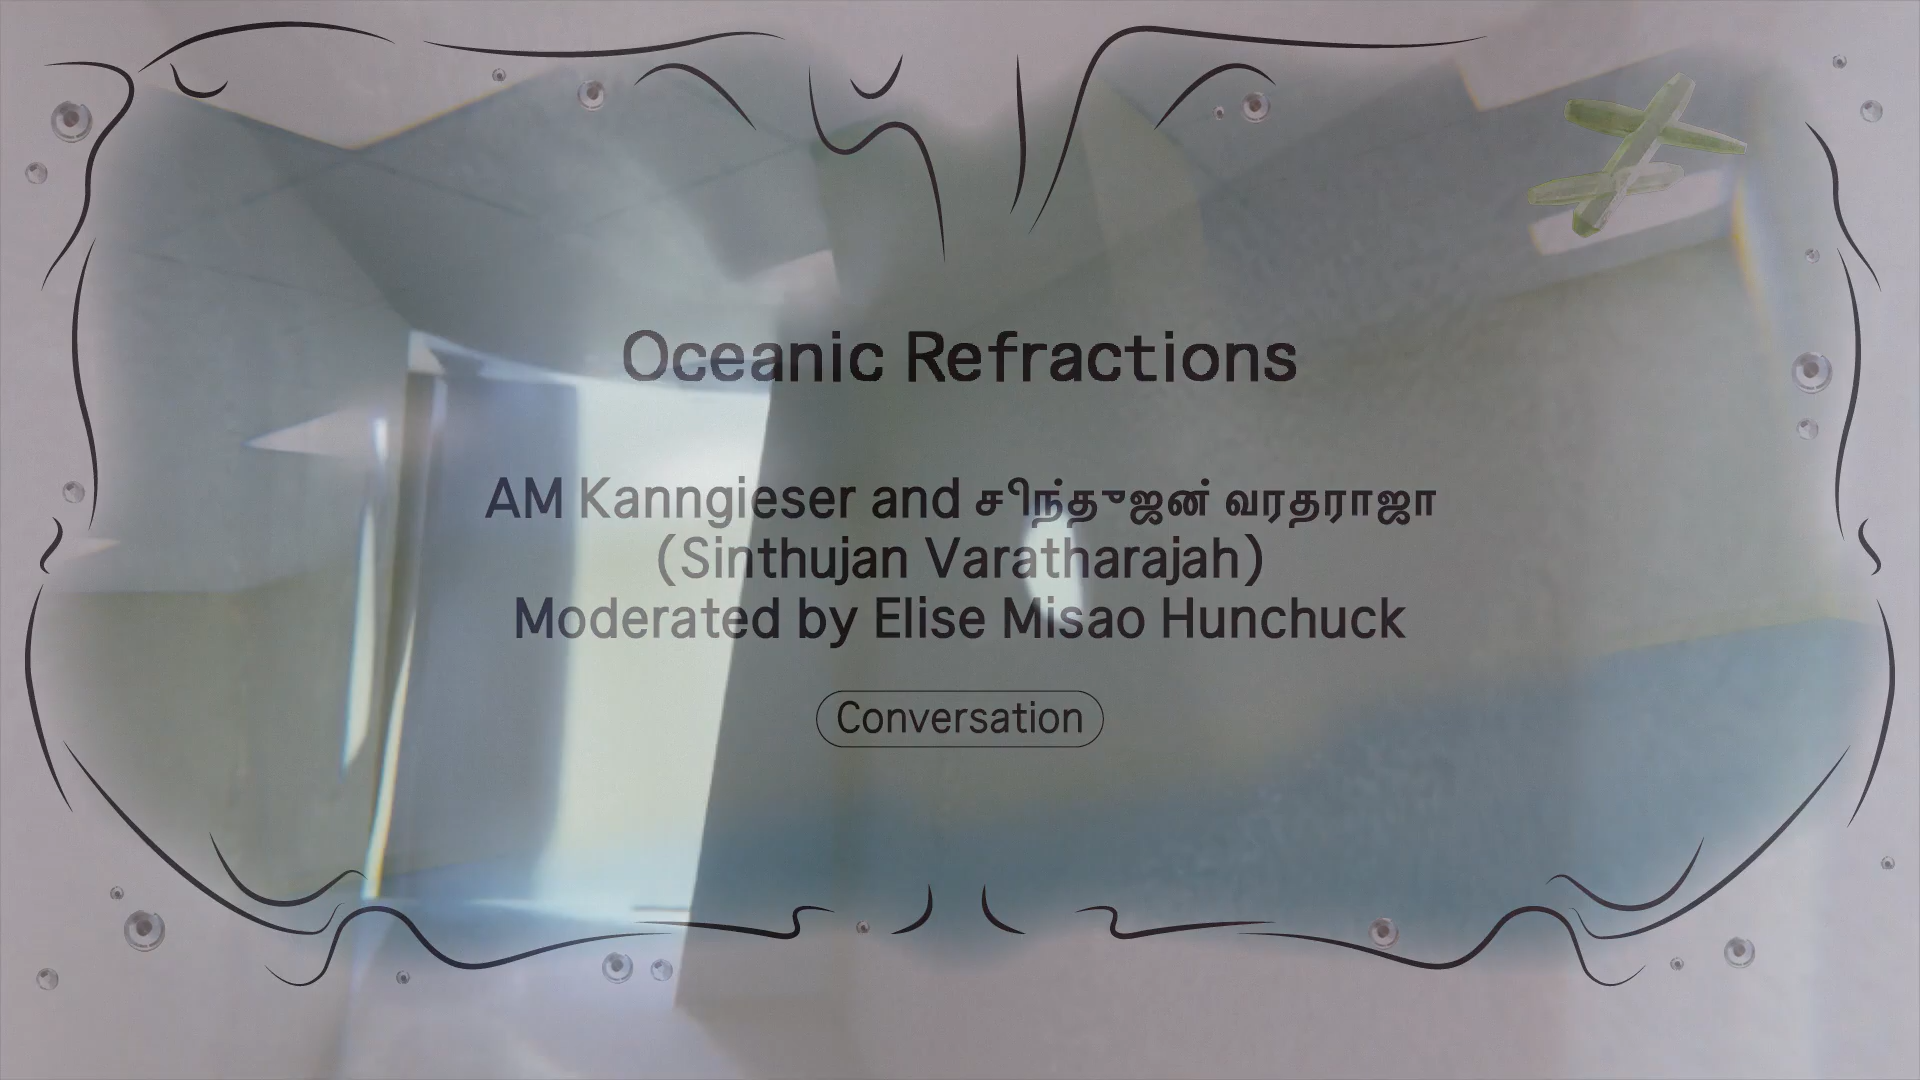 Oceanic Refractions
AM Kanngieser and சிந்துஜன் வரதராஜா
(Sinthujan Varatharajah)
Moderated by Elise Misao Hunchuck
Conversation